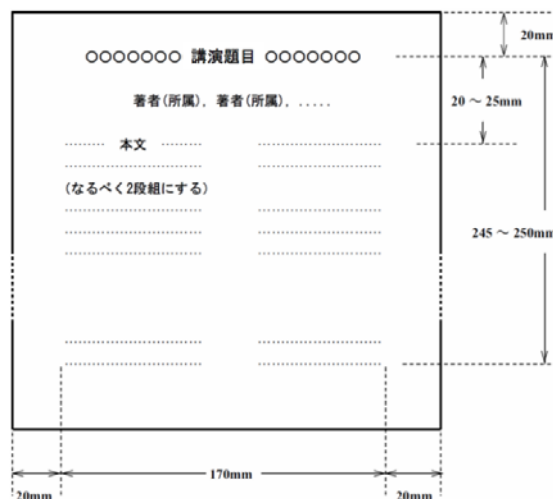 20mm
○○○○○○○ 講演題目 ○○○○○○○
著者(所属), 著者(所属), .....
20 ～ 25mm
本文
(なるべく2段組にする)
245 ～ 250mm
170mm
20mm
20mm